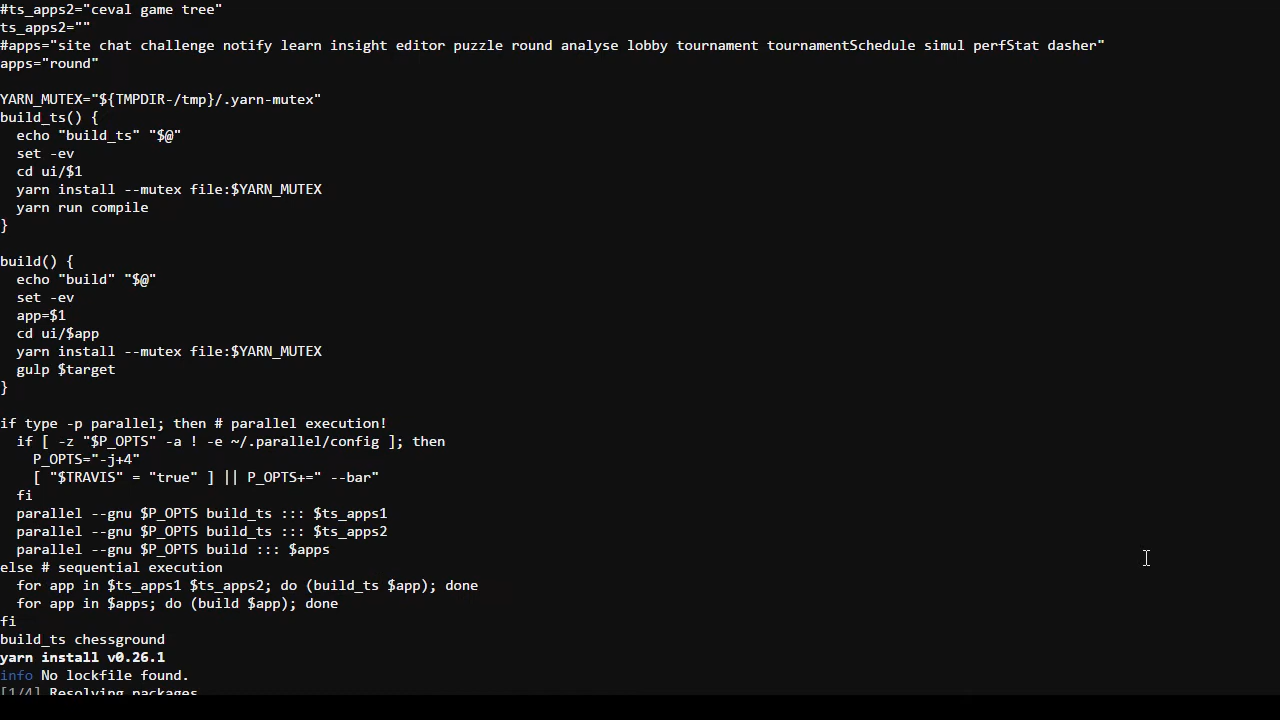 #ts_apps2="ceval game tree"
ts_apps2=""
#apps="site chat challenge notify learn insight editor puzzle round analyse lobby tournament tournamentSchedule simul perfStat dasher"
apps="round"
YARN_MUTEX="${TMPDIR-/tmp}/.yarn-mutex"
build_ts() {
  echo "build_ts" "$@"
  set -ev
  cd ui/$1
  yarn install --mutex file:$YARN_MUTEX
  yarn run compile
}
build() {
  echo "build" "$@"
  set -ev
  app=$1
  cd ui/$app
  yarn install --mutex file:$YARN_MUTEX
  gulp $target
}
if type -p parallel; then # parallel execution!
  if [ -z "$P_OPTS" -a ! -e ~/.parallel/config ]; then
    P_OPTS="-j+4"
    [ "$TRAVIS" = "true" ] || P_OPTS+=" --bar"
  fi
  parallel --gnu $P_OPTS build_ts ::: $ts_apps1
  parallel --gnu $P_OPTS build_ts ::: $ts_apps2
  parallel --gnu $P_OPTS build ::: $apps
else # sequential execution
  for app in $ts_apps1 $ts_apps2; do (build_ts $app); done
  for app in $apps; do (build $app); done
fi
build_ts chessground
yarn install v0.26.1
info No lockfile found.
[1/4] Resolving packages